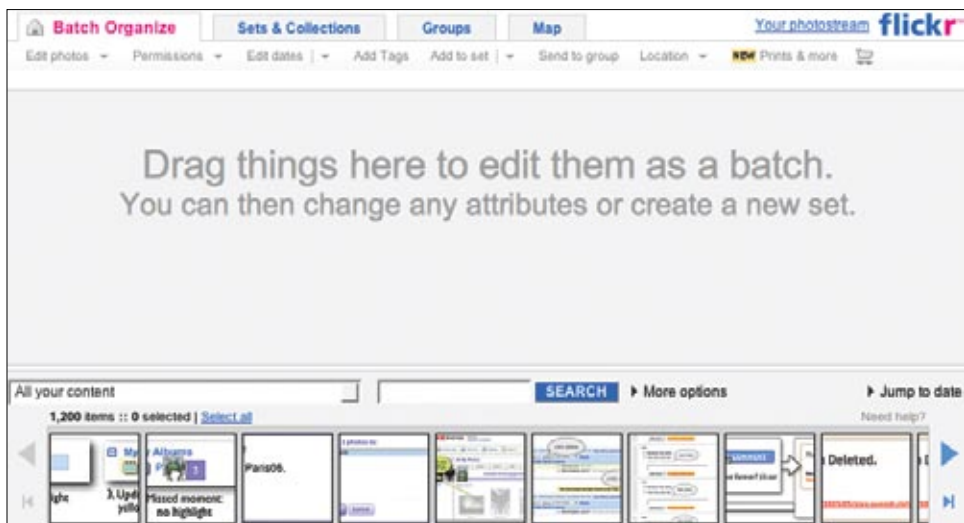 Batch Organize Sets & Collections Groups Map Your photostream flickr
Edit photos Permissions Edit dates | Add Tags Add to set | Send to group Location NEW Prints & more
Drag things here to edit them as a batch.
You can then change any attributes or create a new set.
All your content SEARCH More options Jump to date
1,200 items :: 0 selected | Select all Need help?
My Albums
Paris06.
Deleted.
Missed moment:
no highlight